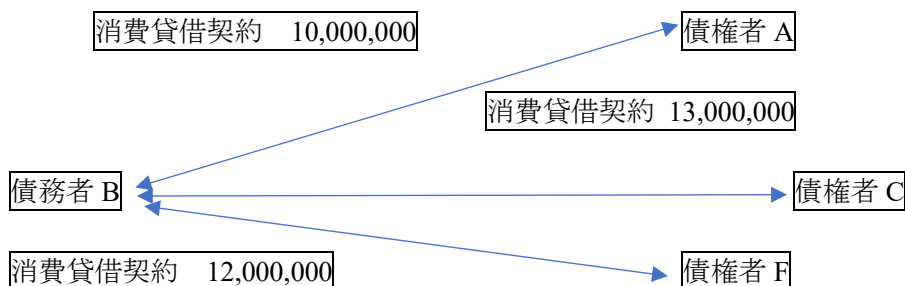 消費貸借契約　10,000,000
債権者 A
消費貸借契約 13,000,000
債務者 B
債権者 C
消費貸借契約　12,000,000
債権者 F